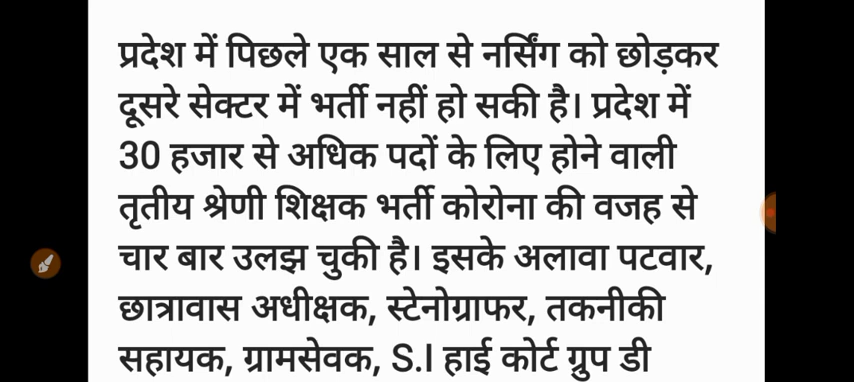 प्रदेश में पिछले एक साल से नर्सिंग को छोड़कर
दूसरे सेक्टर में भर्ती नहीं हो सकी है। प्रदेश में
30 हजार से अधिक पदों के लिए होने वाली
तृतीय श्रेणी शिक्षक भर्ती कोरोना की वजह से
चार बार उलझ चुकी है। इसके अलावा पटवार,
छात्रावास अधीक्षक, स्टेनोग्राफर, तकनीकी
सहायक, ग्रामसेवक, S.I हाई कोर्ट ग्रुप डी